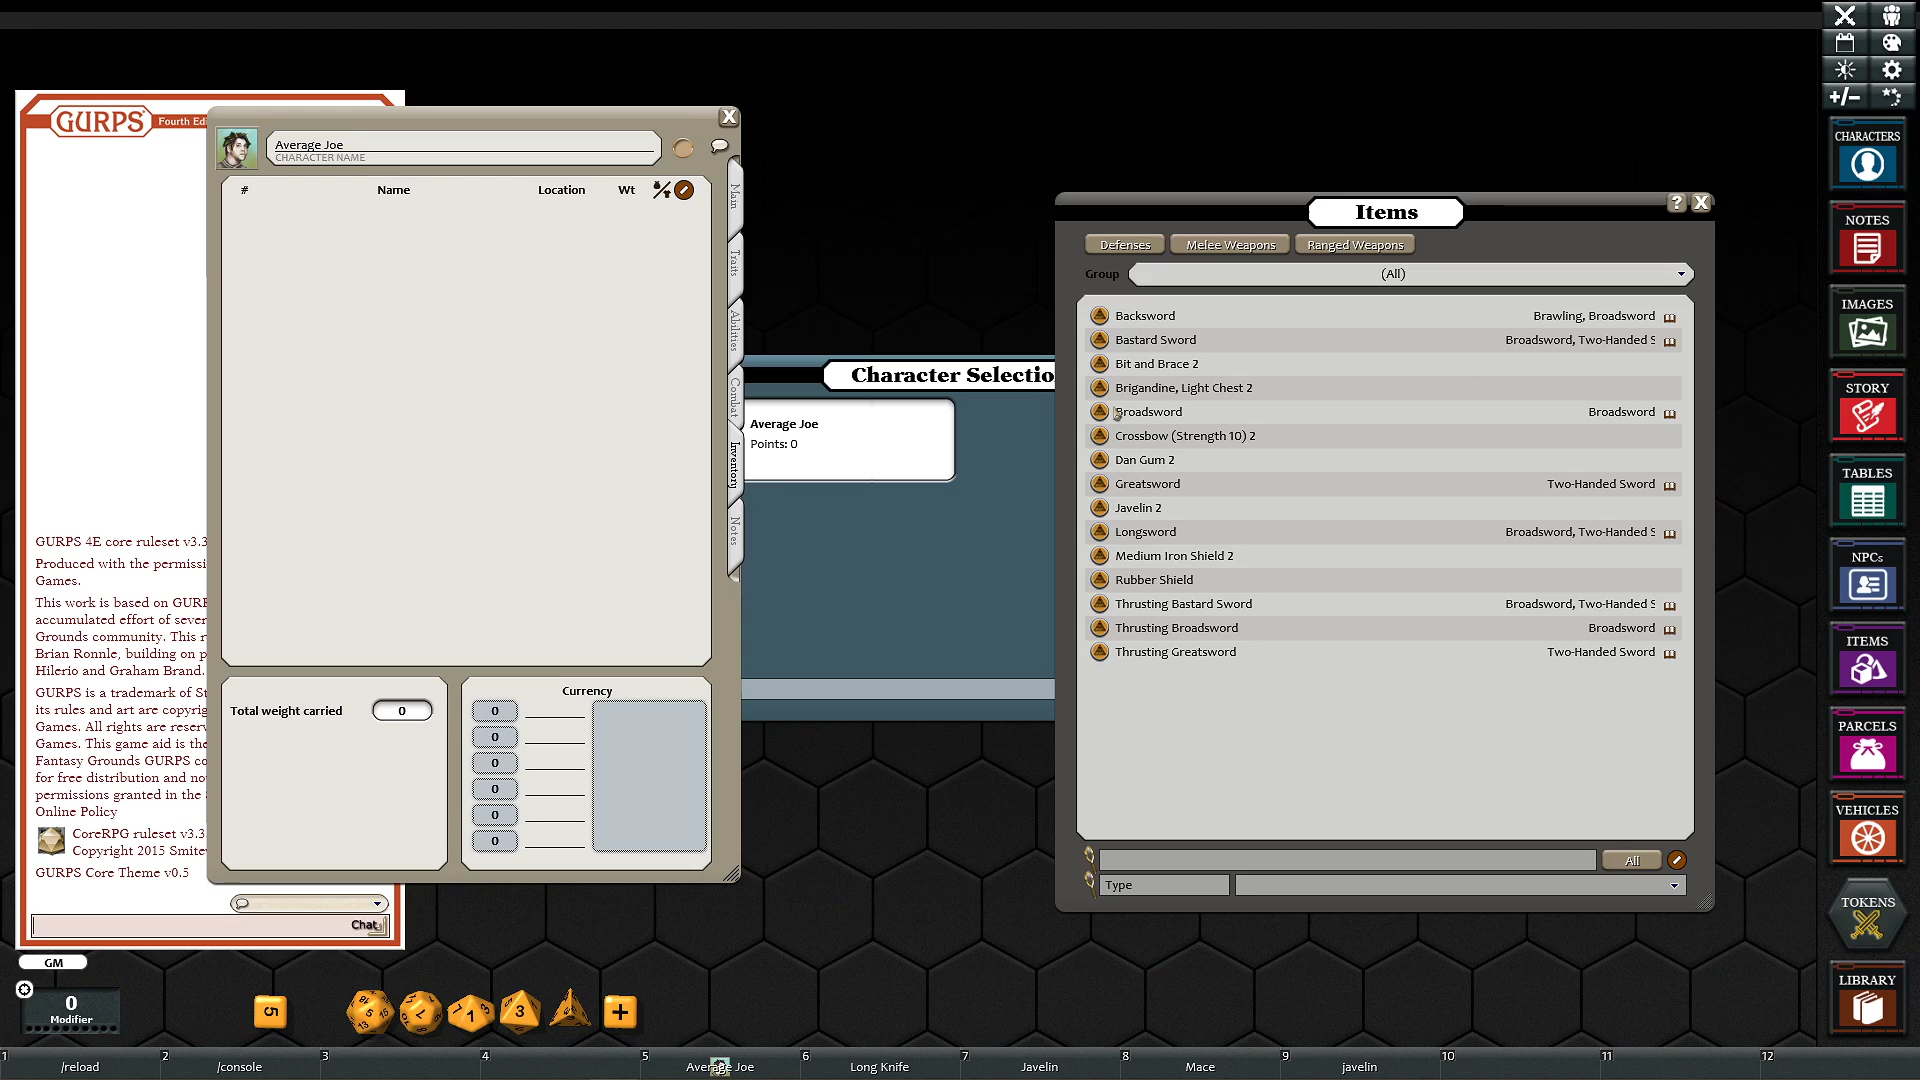 GURPS Fourth Edi
Average Joe
CHARACTER NAME
# Name Location Wt
Main
Traits
Abilities
Combat
Inventory
Notes
Total weight carried 0
Currency
0
0
0
0
0
0
GURPS 4E core ruleset v3.3
Produced with the permissi
Games.
This work is based on GURP
accumulated effort of sever
Grounds community. This r
Brian Ronnle, building on p
Hilerio and Graham Brand.
GURPS is a trademark of St
its rules and art are copyrig
Games. All rights are reserv
Games. This game aid is the
Fantasy Grounds GURPS co
for free distribution and no
permissions granted in the
Online Policy
CoreRPG ruleset v3.3
Copyright 2015 Smitew
GURPS Core Theme v0.5
Chat
GM
0
Modifier
Character Selectio
Average Joe
Points: 0
Items
? X
Defenses Melee Weapons Ranged Weapons
Group (All)
Backsword Brawling, Broadsword
Bastard Sword Broadsword, Two-Handed S
Bit and Brace 2
Brigandine, Light Chest 2
Broadsword Broadsword
Crossbow (Strength 10) 2
Dan Gum 2
Greatsword Two-Handed Sword
Javelin 2
Longsword Broadsword, Two-Handed S
Medium Iron Shield 2
Rubber Shield
Thrusting Bastard Sword Broadsword, Two-Handed S
Thrusting Broadsword Broadsword
Thrusting Greatsword Two-Handed Sword
All
Type
+/-
CHARACTERS
NOTES
IMAGES
STORY
TABLES
NPCs
ITEMS
PARCELS
VEHICLES
TOKENS
LIBRARY
1 /reload
2 /console
3
4
5 Average Joe
6 Long Knife
7 Javelin
8 Mace
9 javelin
10
11
12